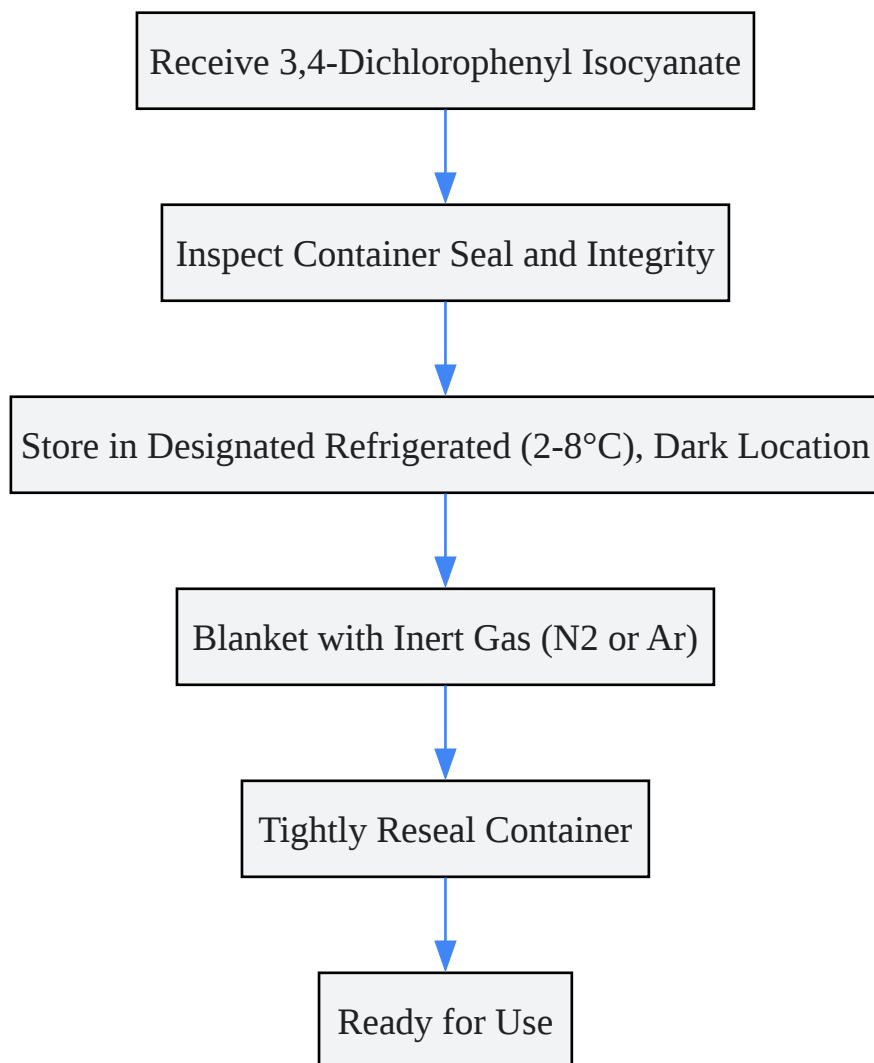 Receive 3,4-Dichlorophenyl Isocyanate
Inspect Container Seal and Integrity
Store in Designated Refrigerated (2-8°C), Dark Location
Blanket with Inert Gas (N2 or Ar)
Tightly Reseal Container
Ready for Use